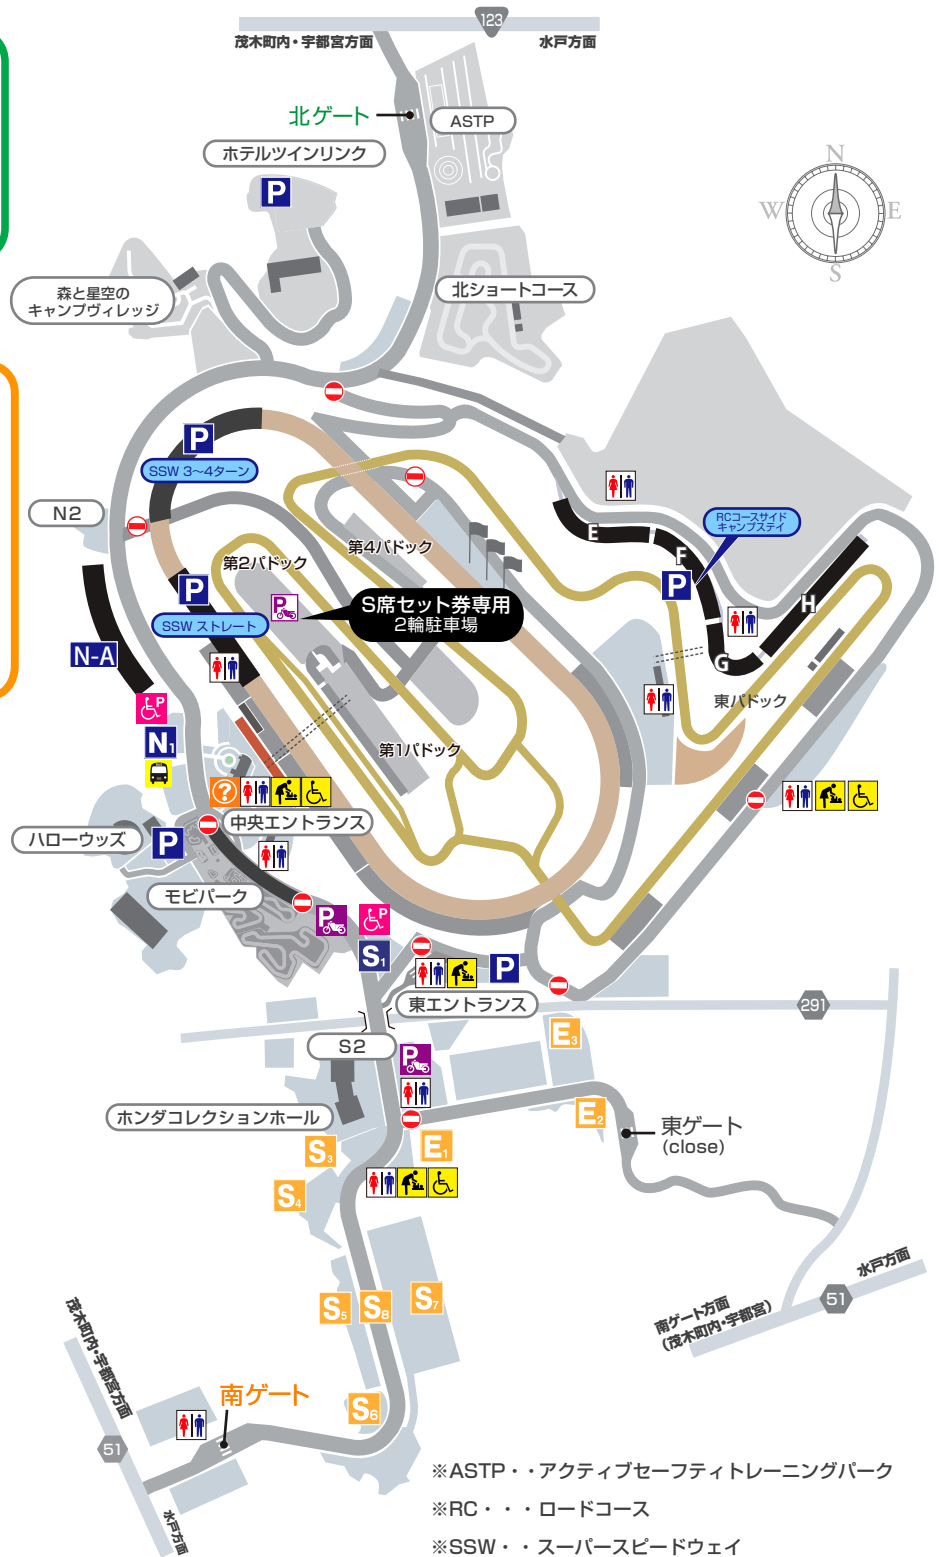 123
茂木町内・宇都宮方面
水戸方面
北ゲート
ASTP
ホテルツインリンク
P
N
W
E
S
森と星空の
キャンプヴィレッジ
北ショートコース
P
SSW 3～4ターン
N2
第4パドック
第2パドック
E
RCコースサイド
キャンプステイ
F
P
H
G
P
P
S席セット券専用
2輪駐車場
SSW ストレート
N-A
P
東パドック
第1パドック
N1
?
中央エントランス
ハローウッズ
P
モビパーク
P
P
S1
P
東エントランス
291
S2
E3
P
ホンダコレクションホール
E2
東ゲート
(close)
E1
S3
S4
S5
S8
S7
水戸方面
51
南ゲート方面
(茂木町内・宇都宮)
茂木町内・宇都宮方面
南ゲート
S6
51
水戸方面
※ASTP・・アクティブセーフティトレーニングパーク
※RC・・・ロードコース
※SSW・・スーパースピードウェイ